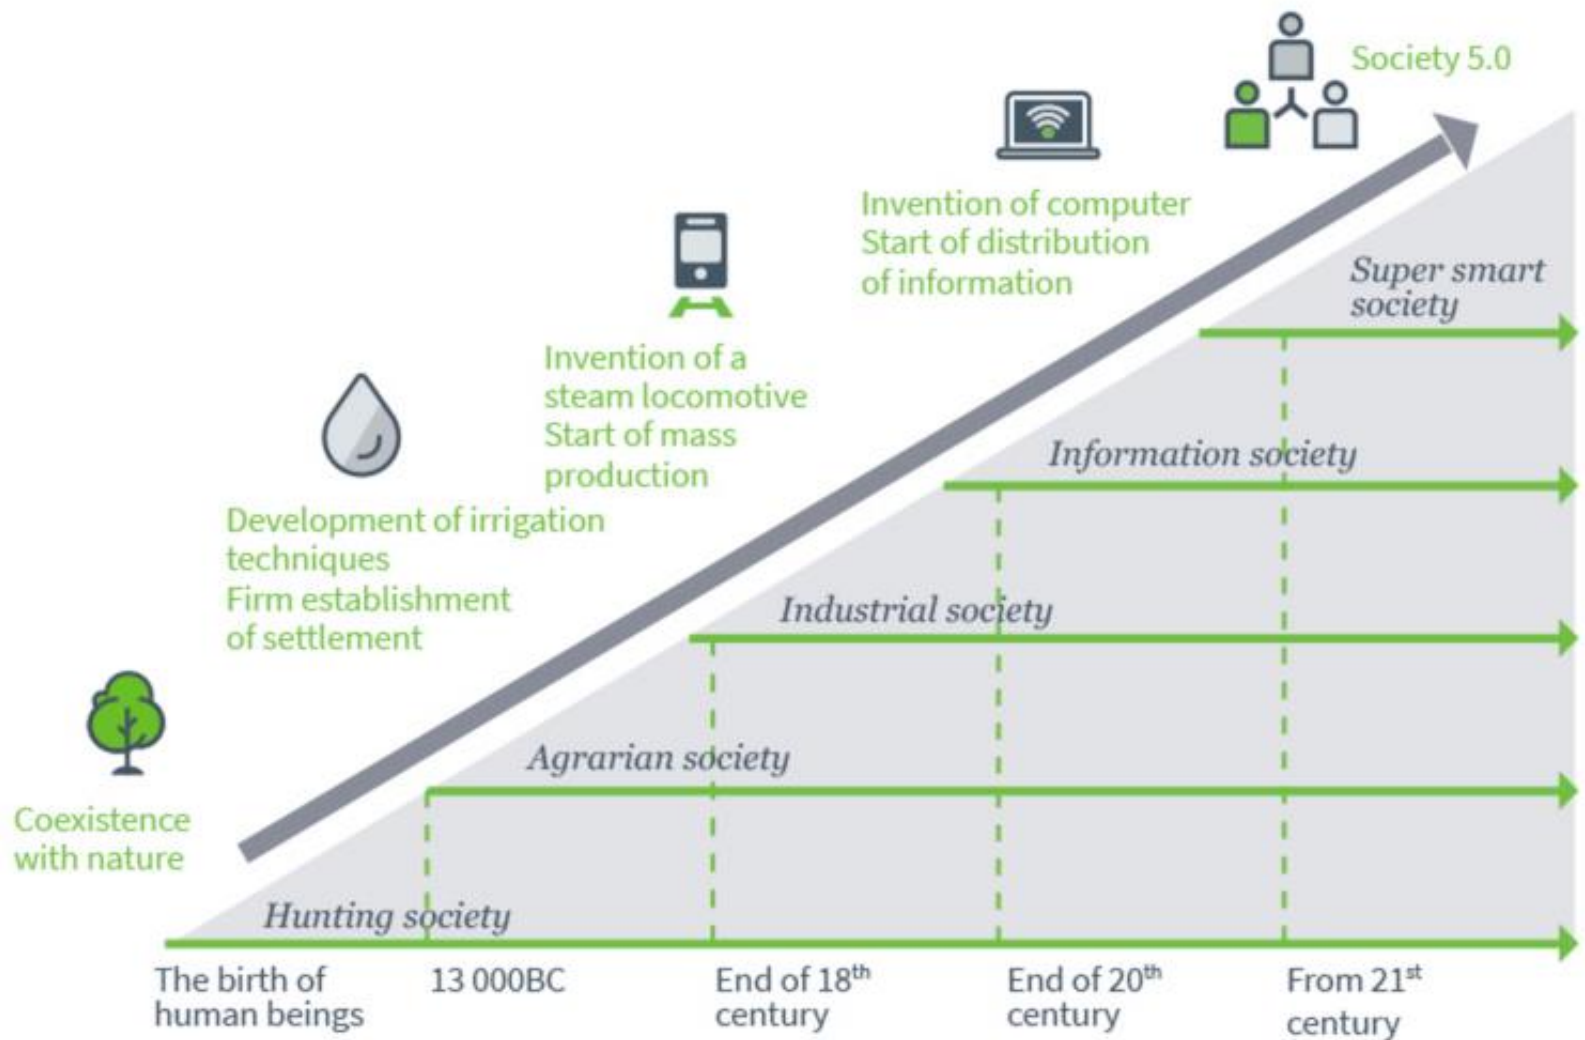 Society 5.0
Invention of computer
Start of distribution
of information
Super smart
society
Invention of a
steam locomotive
Start of mass
production
Information society
Development of irrigation
techniques
Firm establishment
of settlement
Industrial society
Agrarian society
Coexistence
with nature
Hunting society
The birth of
human beings
13 000BC
End of 18th
century
End of 20th
century
From 21st
century